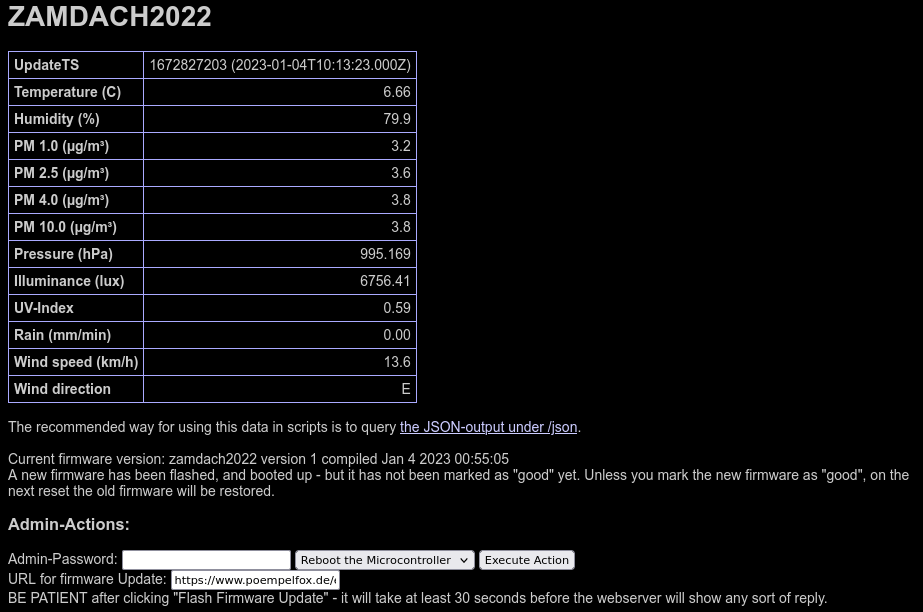 ZAMDACH2022
UpdateTS 1672827203 (2023-01-04T10:13:23.000Z)
Temperature (C) 6.66
Humidity (%) 79.9
PM 1.0 (µg/m³) 3.2
PM 2.5 (µg/m³) 3.6
PM 4.0 (µg/m³) 3.8
PM 10.0 (µg/m³) 3.8
Pressure (hPa) 995.169
Illuminance (lux) 6756.41
UV-Index 0.59
Rain (mm/min) 0.00
Wind speed (km/h) 13.6
Wind direction E
The recommended way for using this data in scripts is to query the JSON-output under /json.
Current firmware version: zamdach2022 version 1 compiled Jan 4 2023 00:55:05
A new firmware has been flashed, and booted up - but it has not been marked as "good" yet. Unless you mark the new firmware as "good", on the
next reset the old firmware will be restored.
Admin-Actions:
Admin-Password: Reboot the Microcontroller Execute Action
URL for firmware Update: https://www.poempelfox.de/
BE PATIENT after clicking "Flash Firmware Update" - it will take at least 30 seconds before the webserver will show any sort of reply.